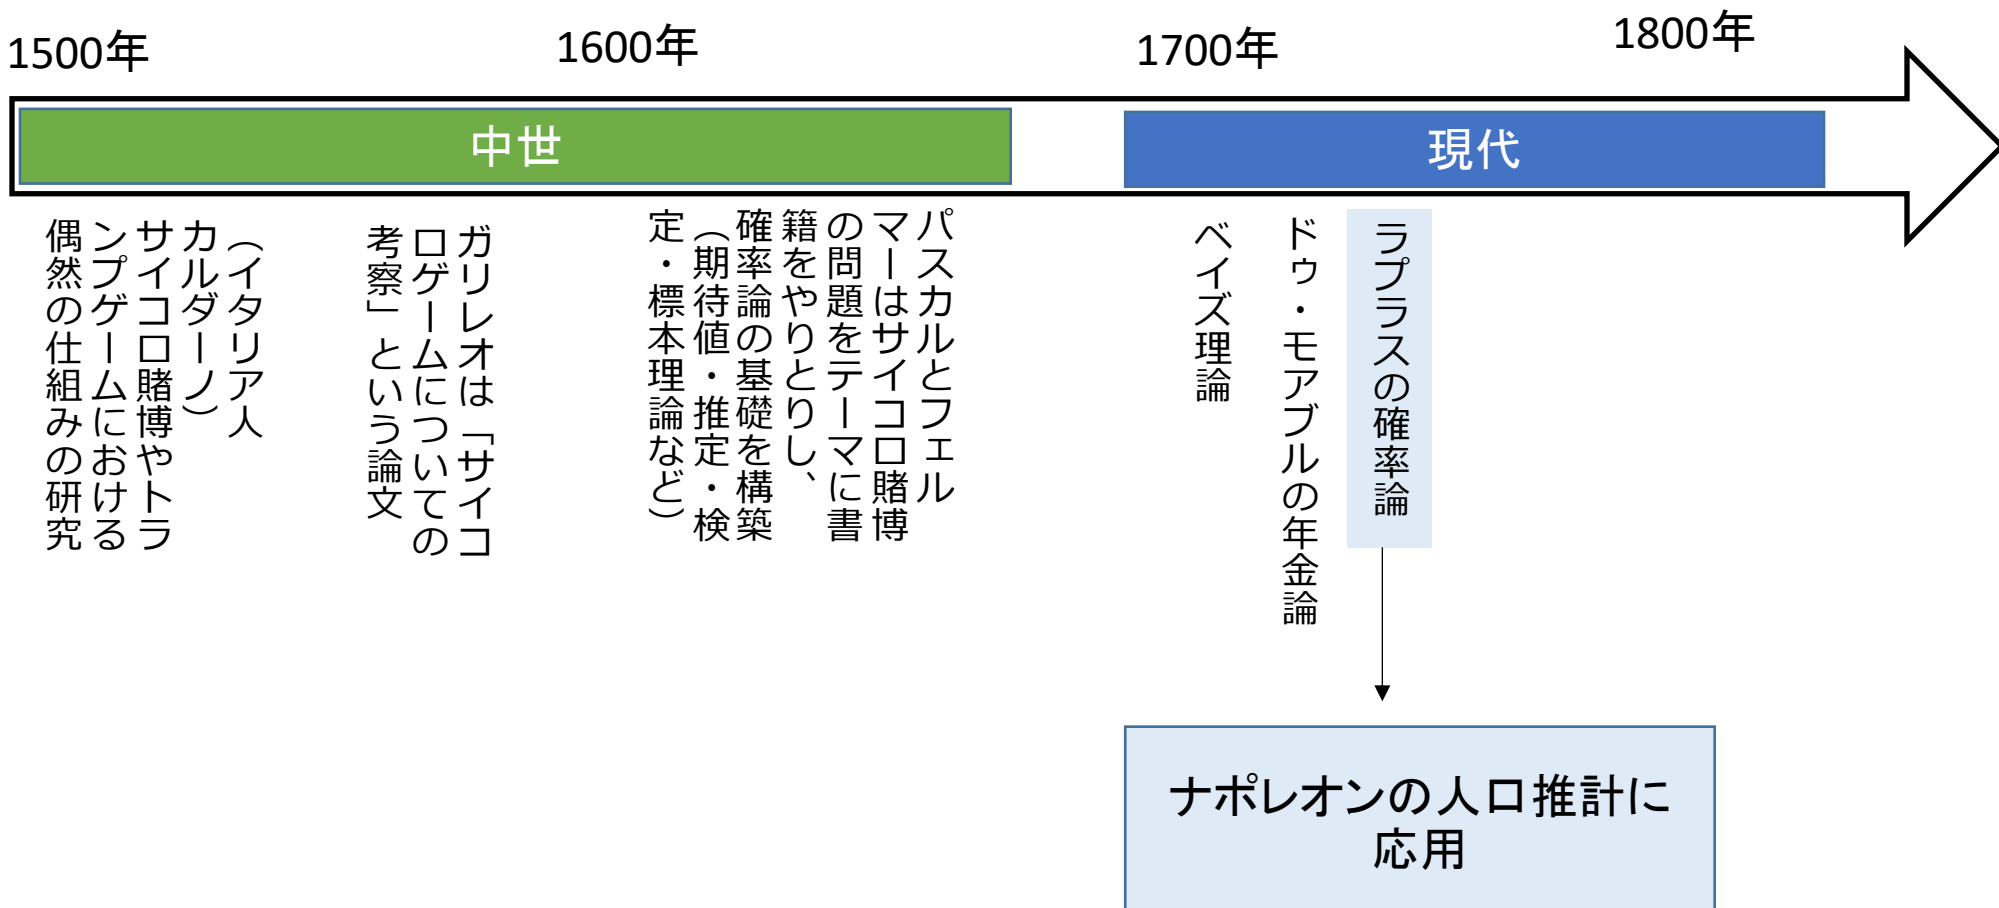 1500年
1600年
1700年
1800年
中世
現代
（イタリア人
カルダーノ）
サイコロ賭博やトラ
ンプゲームにおける
偶然の仕組みの研究
ガリレオは「サイコ
ロゲームについての
考察」という論文
パスカルとフェル
マーはサイコロ賭博
の問題をテーマに書
籍をやりとりし、
確率論の基礎を構築
（期待値・推定・検
定・標本理論など）
ベイズ理論
ドゥ・モアブルの年金論
ラプラスの確率論
ナポレオンの人口推計に
応用